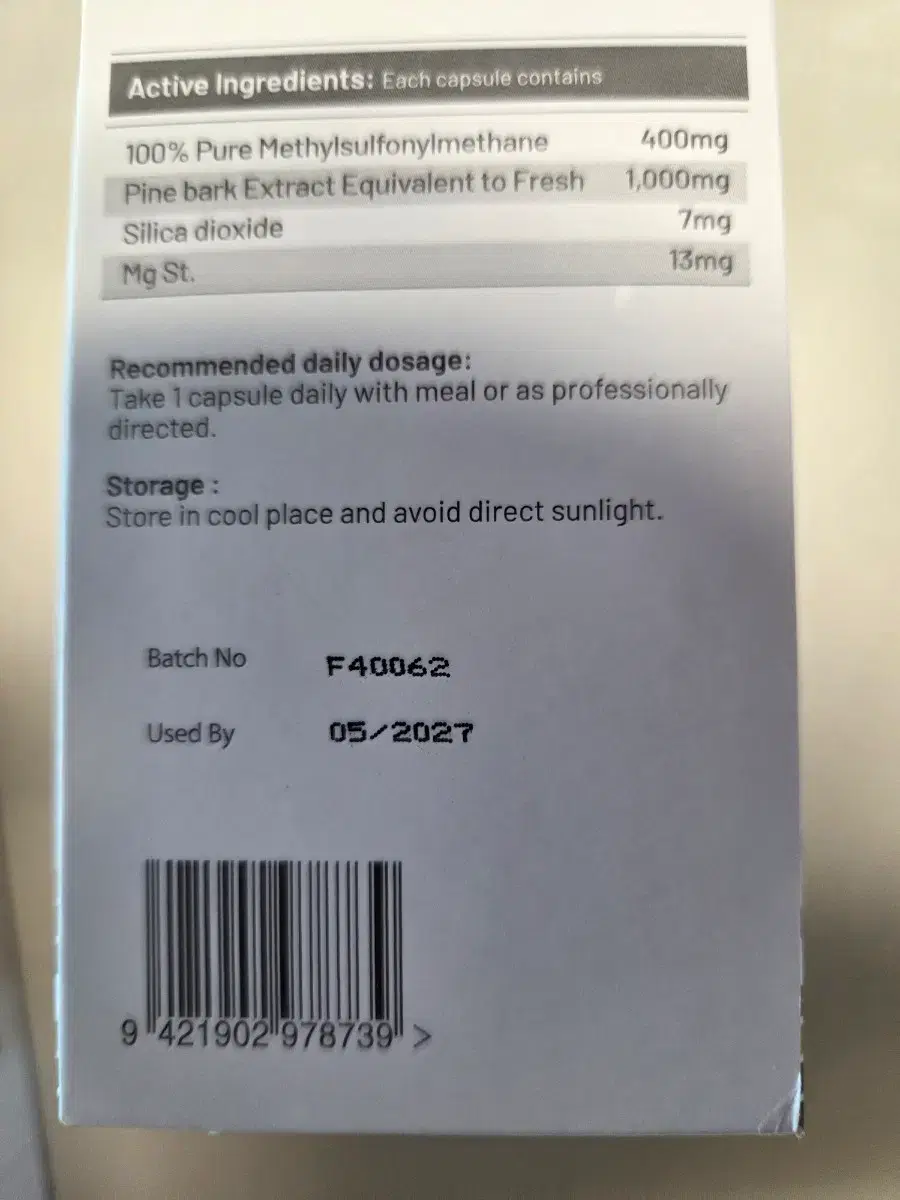 Active Ingredients: Each capsule contains
100% Pure Methylsulfonylmethane 400mg
Pine bark Extract Equivalent to Fresh 1,000mg
Silica dioxide 7mg
Mg St. 13mg
Recommended daily dosage:
Take 1 capsule daily with meal or as professionally
directed.
Storage :
Store in cool place and avoid direct sunlight.
Batch No F40062
Used By 05/2027
9 421902 978739 >